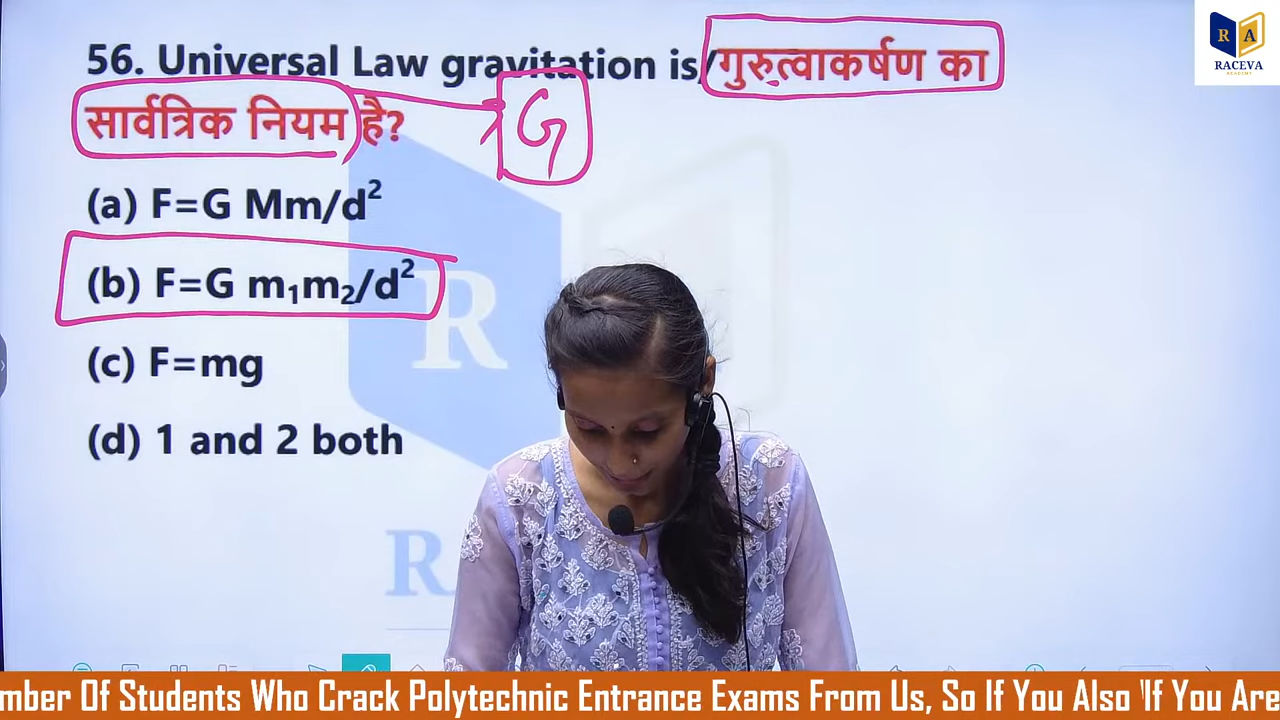 56. Universal Law gravitation is/गुरुत्वाकर्षण का
सार्वत्रिक नियम है?
G
(a) F=G Mm/d²
(b) F=G m₁m₂/d²
(c) F=mg
(d) 1 and 2 both
R
R
R A
RACEVA
ACADEMY
mber Of Students Who Crack Polytechnic Entrance Exams From Us, So If You Also 'If You Are